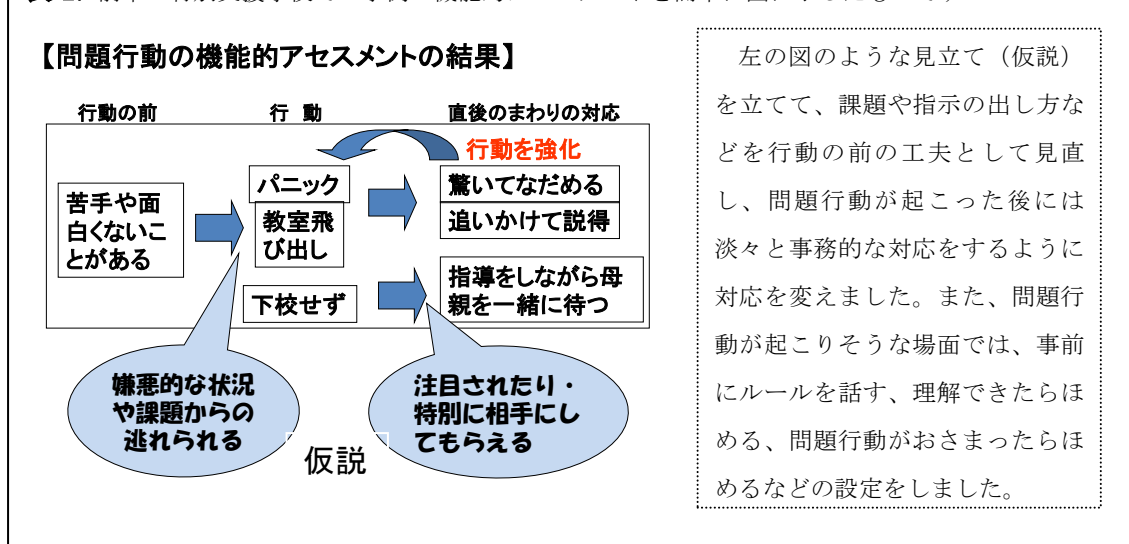 【問題行動の機能的アセスメントの結果】
行動の前
行 動
直後のまわりの対応
行動を強化
苦手や面
白くないこ
とがある
パニック
教室飛
び出し
下校せず
驚いてなだめる
追いかけて説得
指導をしながら母
親を一緒に待つ
嫌悪的な状況
や課題からの
逃れられる
注目されたり・
特別に相手にし
てもらえる
仮説
左の図のような見立て（仮説）
を立てて、課題や指示の出し方な
どを行動の前の工夫として見直
し、問題行動が起こった後には
淡々と事務的な対応をするように
対応を変えました。また、問題行
動が起こりそうな場面では、事前
にルールを話す、理解できたらほ
める、問題行動がおさまったらほ
めるなどの設定をしました。